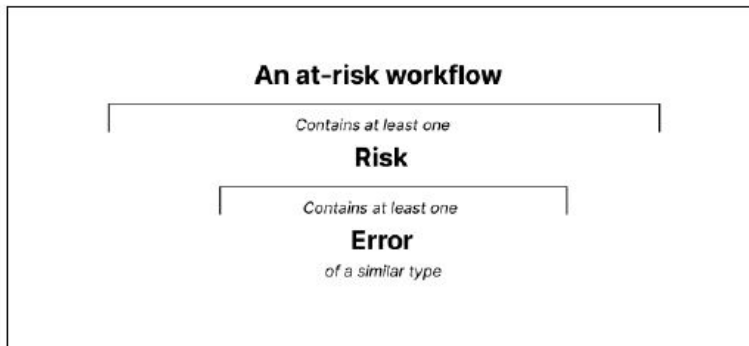 An at-risk workflow
Contains at least one
Risk
Contains at least one
Error
of a similar type